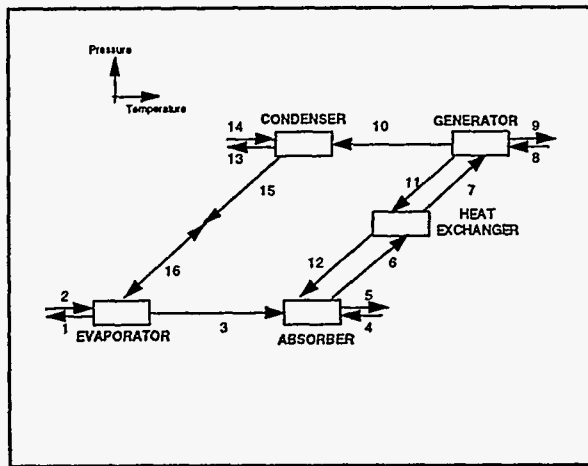 Pressure
Temperature
CONDENSER
GENERATOR
14
13
10
9
8
15
11
7
HEAT
EXCHANGER
16
12
6
2
1
3
5
4
EVAPORATOR
ABSORBER